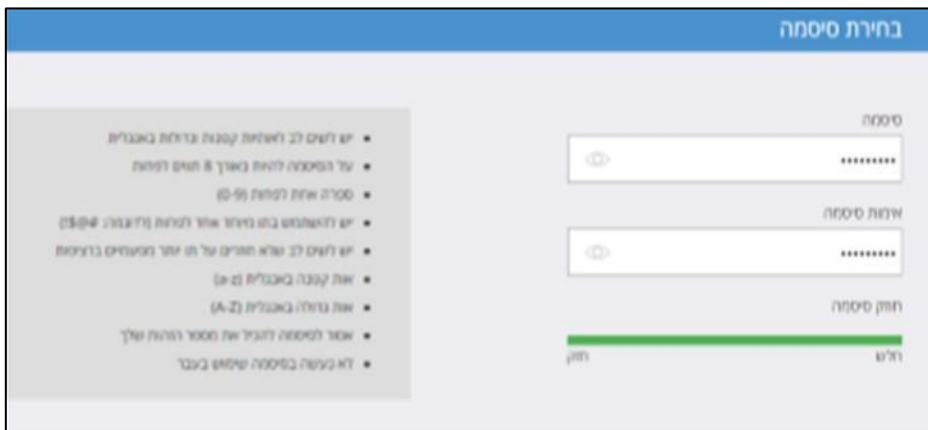 בחירת סיסמה
סיסמה
•••••••••
אימות סיסמה
•••••••••
חוזק סיסמה
חלש
חזק
• יש לשים לב לאותיות קטנות וגדולות באנגלית
• על הסיסמה להיות באורך 8 תווים לפחות
• ספרה אחת לפחות (0-9)
• יש להשתמש בתו מיוחד אחד לפחות (לדוגמה: #@$!)
• יש לשים לב שלא חוזרים על תו יותר מפעמיים ברציפות
• אות קטנה באנגלית (a-z)
• אות גדולה באנגלית (A-Z)
• אסור לסיסמה להכיל את מספר הזהות שלך
• לא נעשה בסיסמה שימוש בעבר